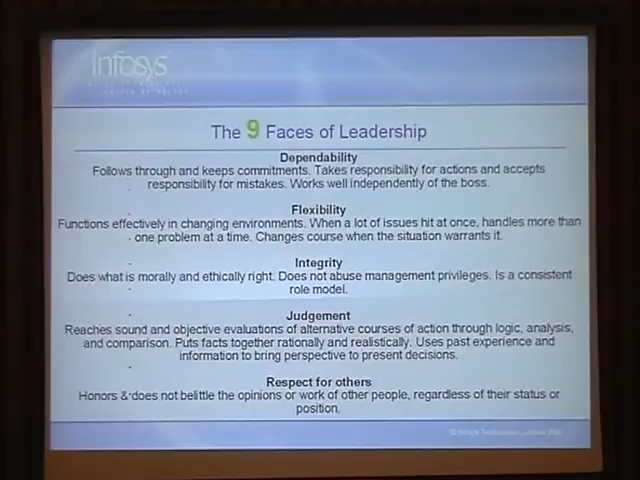 Infosys
The 9 Faces of Leadership
Dependability
Follows through and keeps commitments. Takes responsibility for actions and accepts
responsibility for mistakes. Works well independently of the boss.
Flexibility
Functions effectively in changing environments. When a lot of issues hit at once, handles more than
one problem at a time. Changes course when the situation warrants it.
Integrity
Does what is morally and ethically right. Does not abuse management privileges. Is a consistent
role model.
Judgement
Reaches sound and objective evaluations of alternative courses of action through logic, analysis,
and comparison. Puts facts together rationally and realistically. Uses past experience and
information to bring perspective to present decisions.
Respect for others
Honors & does not belittle the opinions or work of other people, regardless of their status or
position.